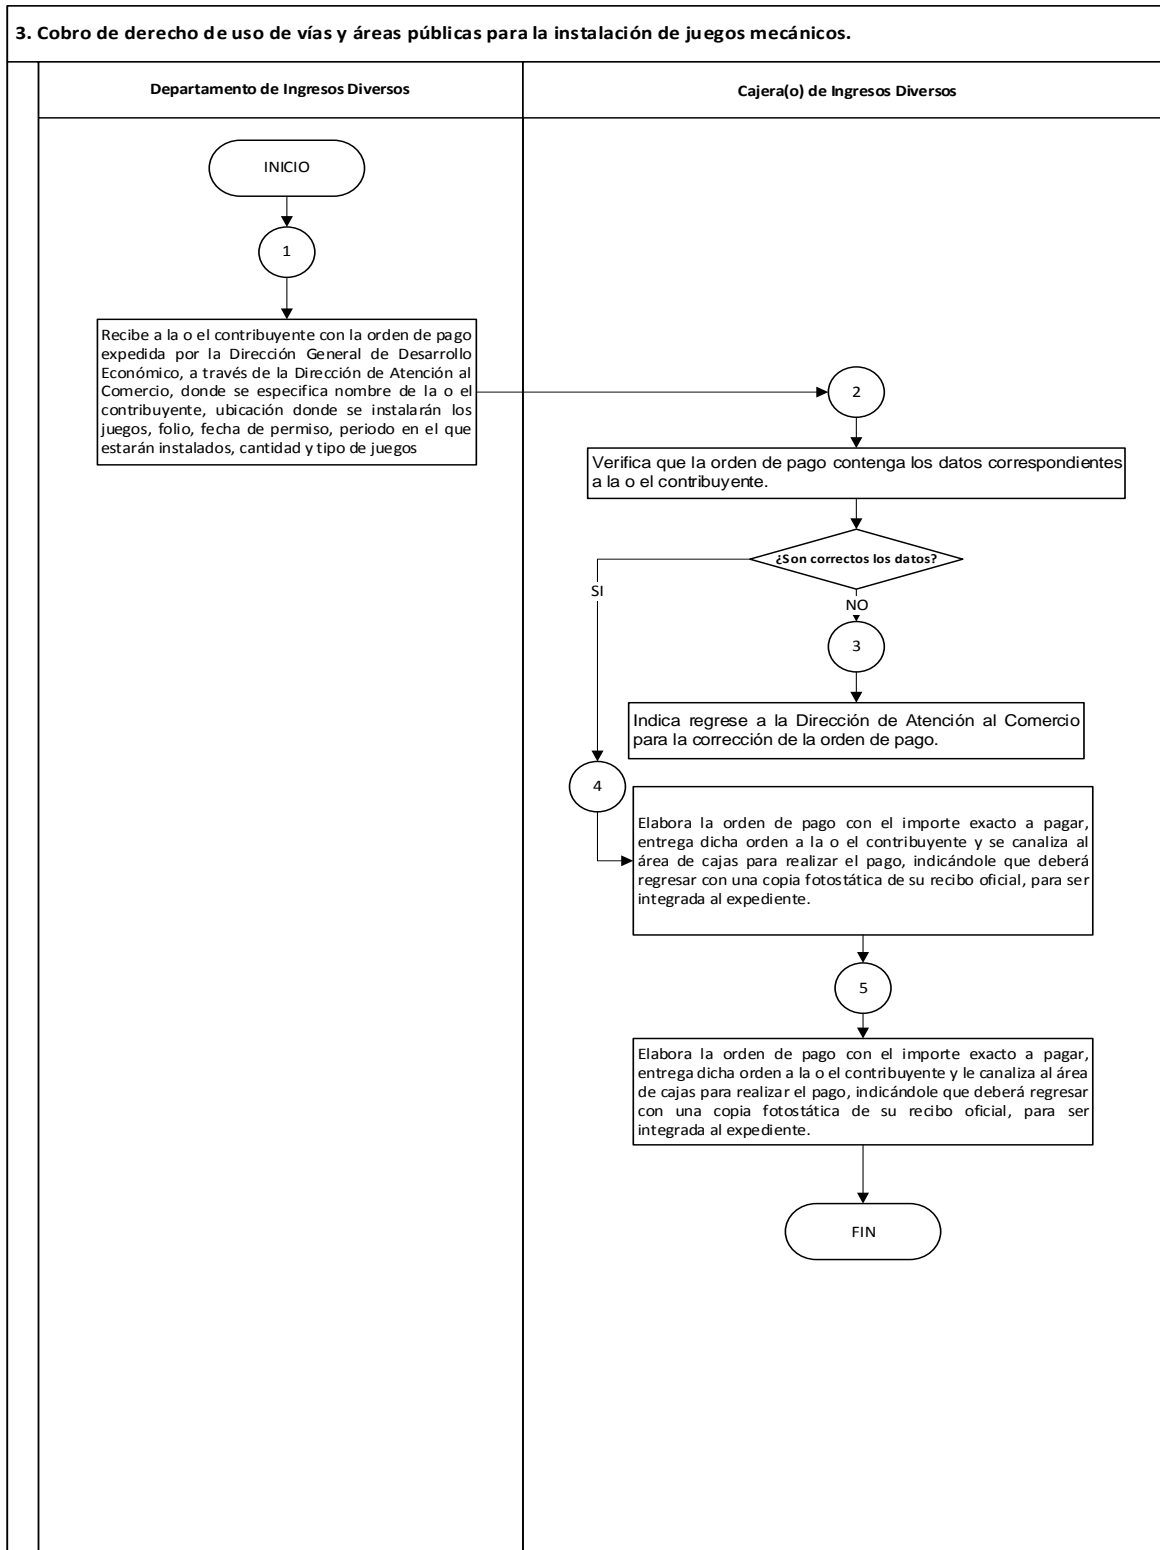 3. Cobro de derecho de uso de vías y áreas públicas para la instalación de juegos mecánicos.
Departamento de Ingresos Diversos
Cajera(o) de Ingresos Diversos
INICIO
1
Recibe a la o el contribuyente con la orden de pago
expedida por la Dirección General de Desarrollo
Económico, a través de la Dirección de Atención al
Comercio, donde se especifica nombre de la o el
contribuyente, ubicación donde se instalarán los
juegos, folio, fecha de permiso, periodo en el que
estarán instalados, cantidad y tipo de juegos
2
Verifica que la orden de pago contenga los datos correspondientes
a la o el contribuyente.
¿Son correctos los datos?
SI
NO
3
Indica regrese a la Dirección de Atención al Comercio
para la corrección de la orden de pago.
4
Elabora la orden de pago con el importe exacto a pagar,
entrega dicha orden a la o el contribuyente y se canaliza al
área de cajas para realizar el pago, indicándole que deberá
regresar con una copia fotostática de su recibo oficial, para ser
integrada al expediente.
5
Elabora la orden de pago con el importe exacto a pagar,
entrega dicha orden a la o el contribuyente y le canaliza al área
de cajas para realizar el pago, indicándole que deberá regresar
con una copia fotostática de su recibo oficial, para ser
integrada al expediente.
FIN